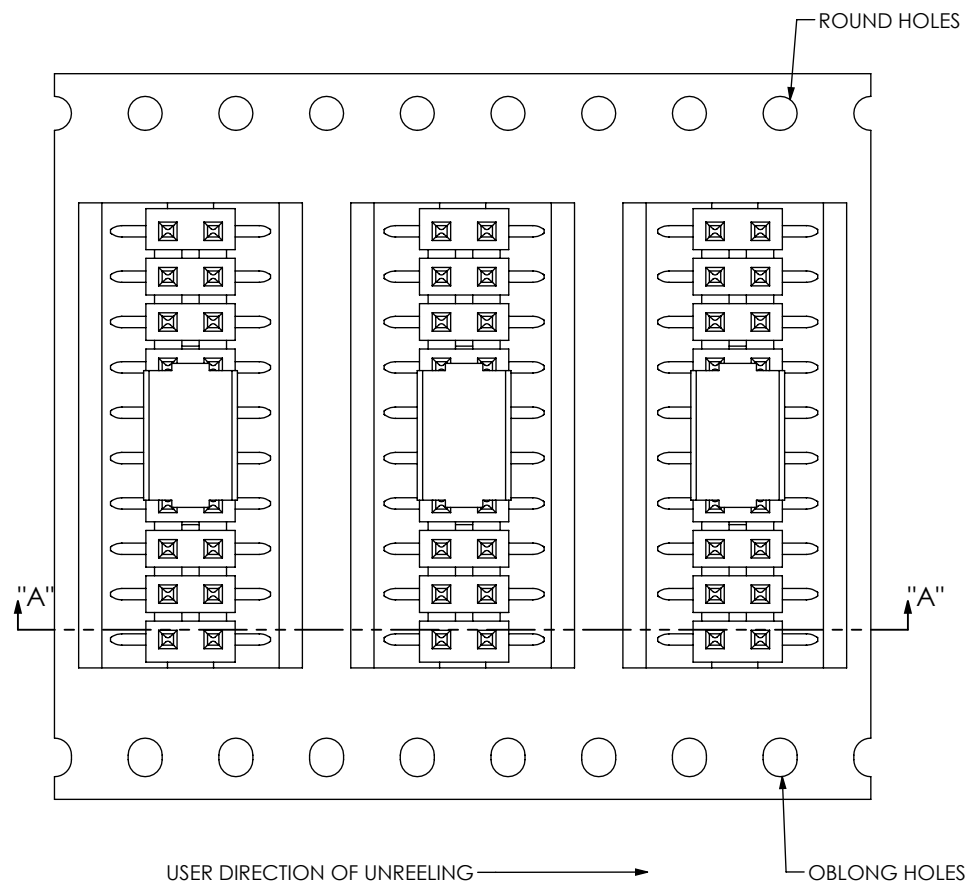 ROUND HOLES
"A"
"A"
USER DIRECTION OF UNREELING
OBLONG HOLES